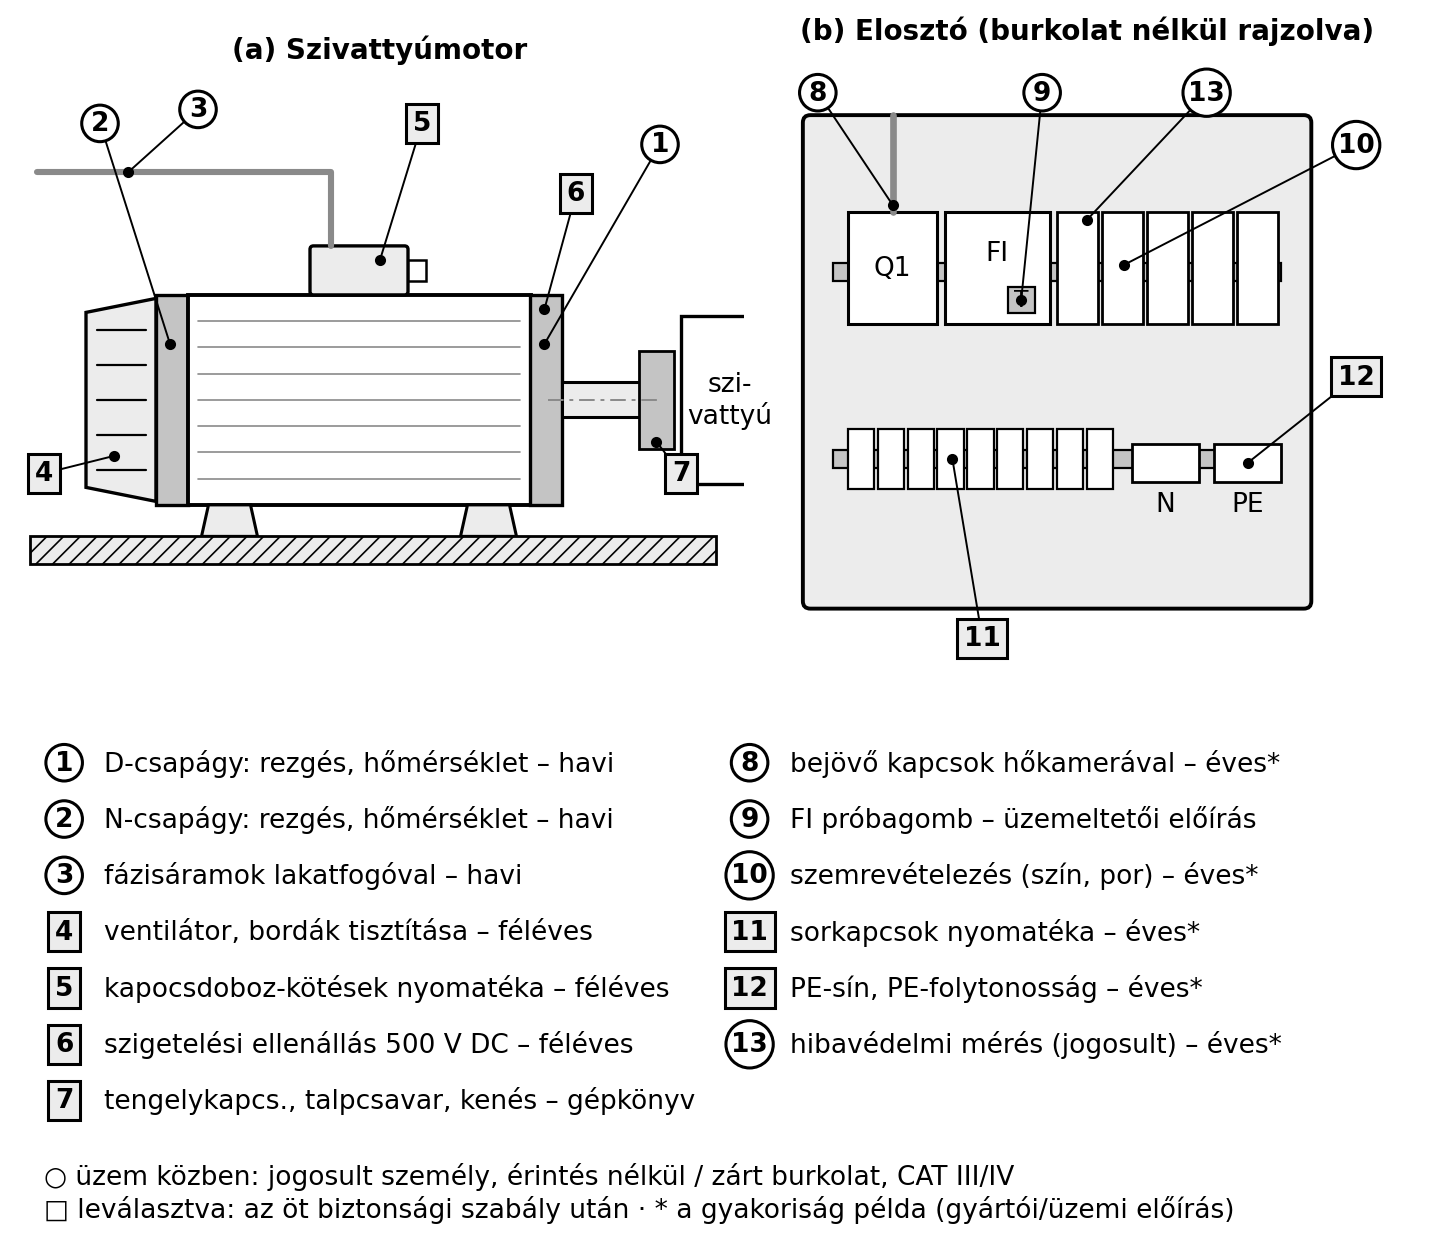 (a) Szivattyúmotor
(b) Elosztó (burkolat nélkül rajzolva)
2
3
5
1
6
szi-
vattyú
4
7
8
9
13
10
Q1
FI
T
12
N
PE
11
1 D-csapágy: rezgés, hőmérséklet – havi
2 N-csapágy: rezgés, hőmérséklet – havi
3 fázisáramok lakatfogóval – havi
4 ventilátor, bordák tisztítása – féléves
5 kapocsdoboz-kötések nyomatéka – féléves
6 szigetelési ellenállás 500 V DC – féléves
7 tengelykapcs., talpcsavar, kenés – gépkönyv
8 bejövő kapcsok hőkamerával – éves*
9 FI próbagomb – üzemeltetői előírás
10 szemrevételezés (szín, por) – éves*
11 sorkapcsok nyomatéka – éves*
12 PE-sín, PE-folytonosság – éves*
13 hibavédelmi mérés (jogosult) – éves*
○ üzem közben: jogosult személy, érintés nélkül / zárt burkolat, CAT III/IV
□ leválasztva: az öt biztonsági szabály után · * a gyakoriság példa (gyártói/üzemi előírás)